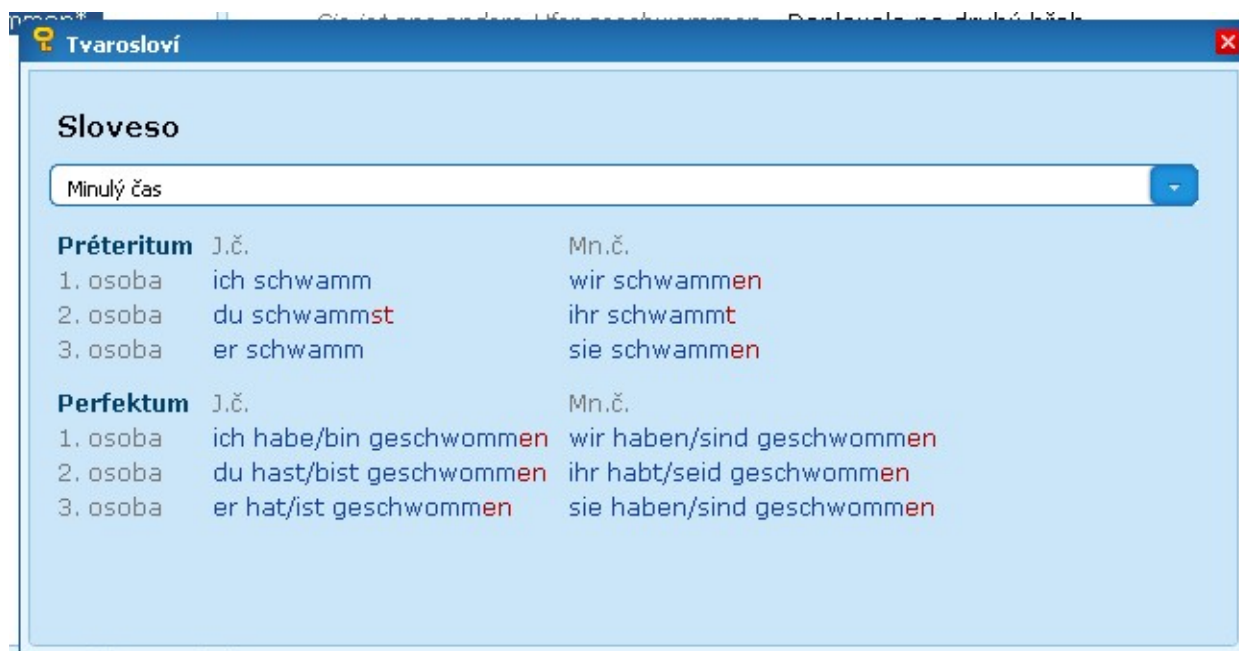 Tvarosloví
Sloveso
Minulý čas
Préteritum J.č. Mn.č.
1. osoba ich schwamm wir schwammen
2. osoba du schwammst ihr schwammt
3. osoba er schwamm sie schwammen
Perfektum J.č. Mn.č.
1. osoba ich habe/bin geschwommen wir haben/sind geschwommen
2. osoba du hast/bist geschwommen ihr habt/seid geschwommen
3. osoba er hat/ist geschwommen sie haben/sind geschwommen